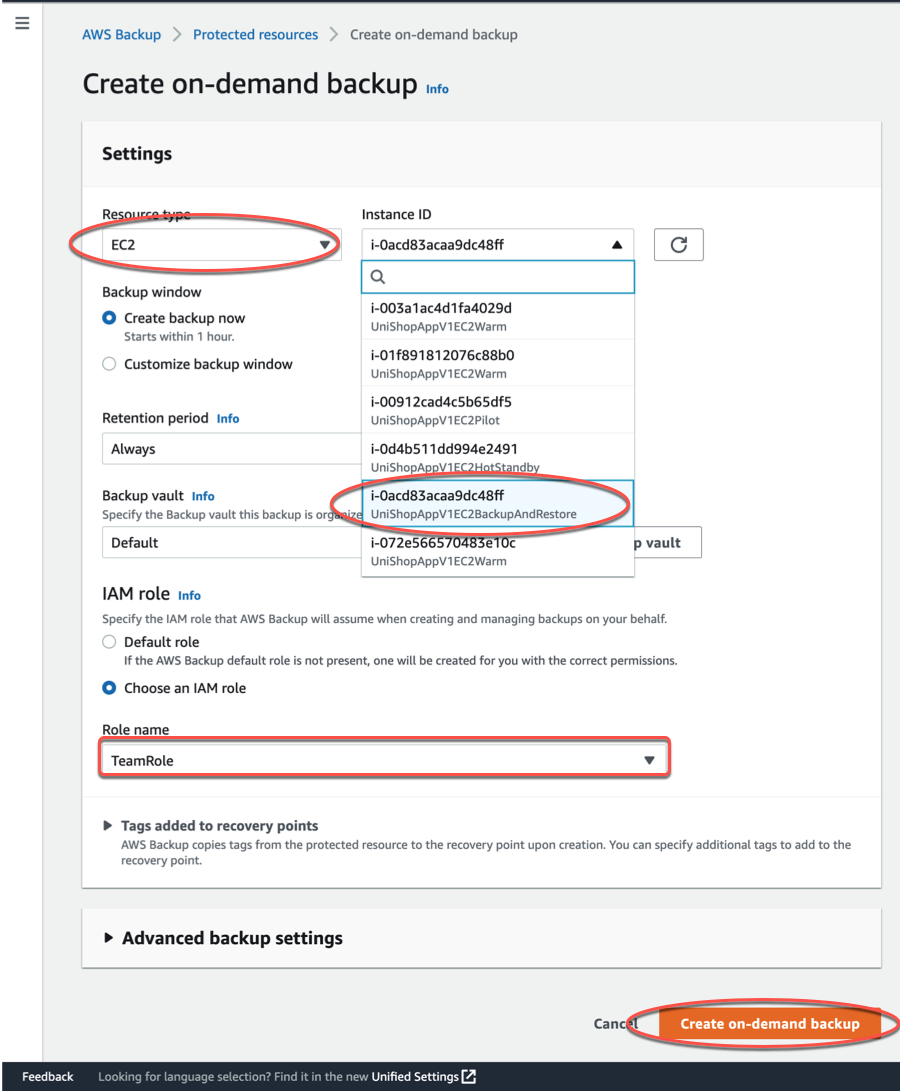 AWS Backup > Protected resources > Create on-demand backup
Create on-demand backup Info
Settings
Resource type
EC2
Instance ID
i-0acd83acaa9dc48ff
i-003a1ac4d1fa4029d
UniShopAppV1EC2Warm
i-01f891812076c88b0
UniShopAppV1EC2Warm
i-00912cad4c5b65df5
UniShopAppV1EC2Pilot
i-0d4b511dd994e2491
UniShopAppV1EC2HotStandby
i-0acd83acaa9dc48ff
UniShopAppV1EC2BackupAndRestore
i-072e566570483e10c
UniShopAppV1EC2Warm
Backup window
Create backup now
Starts within 1 hour.
Customize backup window
Retention period Info
Always
Backup vault Info
Specify the Backup vault this backup is organize
Default
p vault
IAM role Info
Specify the IAM role that AWS Backup will assume when creating and managing backups on your behalf.
Default role
If the AWS Backup default role is not present, one will be created for you with the correct permissions.
Choose an IAM role
Role name
TeamRole
Tags added to recovery points
AWS Backup copies tags from the protected resource to the recovery point upon creation. You can specify additional tags to add to the
recovery point.
Advanced backup settings
Cancel
Create on-demand backup
Feedback
Looking for language selection? Find it in the new Unified Settings